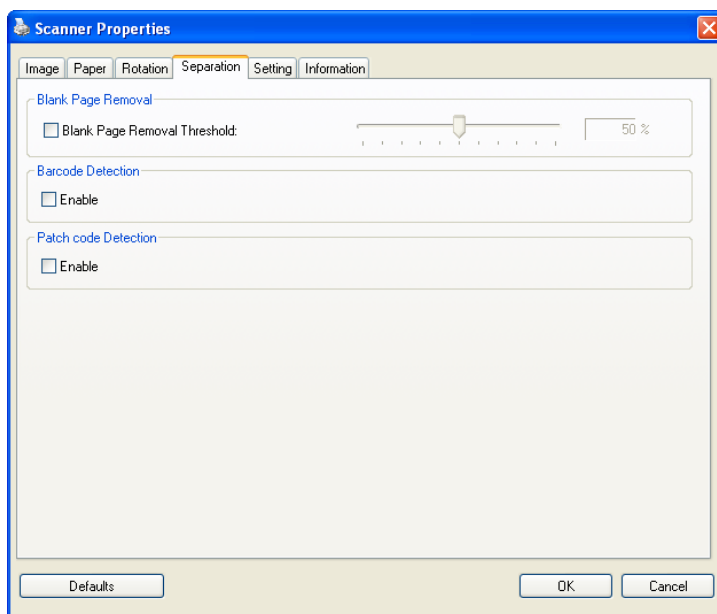 Scanner Properties
Image Paper Rotation Separation Setting Information
Blank Page Removal
Blank Page Removal Threshold: 50 %
Barcode Detection
Enable
Patch code Detection
Enable
Defaults OK Cancel